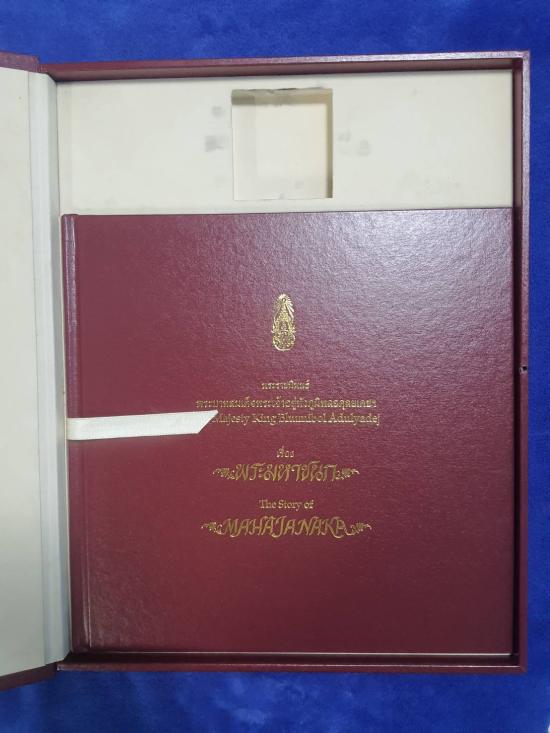 พระราชนิพนธ์
พระบาทสมเด็จพระเจ้าอยู่หัวภูมิพลอดุลยเดชฯ
Majesty King Bhumibol Adulyadej
เรื่อง
พระมหาชนก
The Story of
MAHĀJANAKA